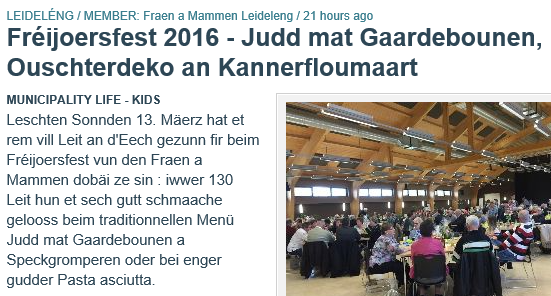 LEIDELÉNG / MEMBER: Fraen a Mammen Leideleng / 21 hours ago
Fréijoersfest 2016 - Judd mat Gaardebounen,
Ouschterdeko an Kannerfloumaart
MUNICIPALITY LIFE - KIDS
Leschten Sonnden 13. Mäerz hat et
rem vill Leit an d'Eech gezunn fir beim
Fréijoersfest vun den Fraen a
Mammen dobäi ze sin : iwwer 130
Leit hun et sech gutt schmaache
gelooss beim traditionnellen Menü
Judd mat Gaardebounen a
Speckgromperen oder bei enger
gudder Pasta asciutta.